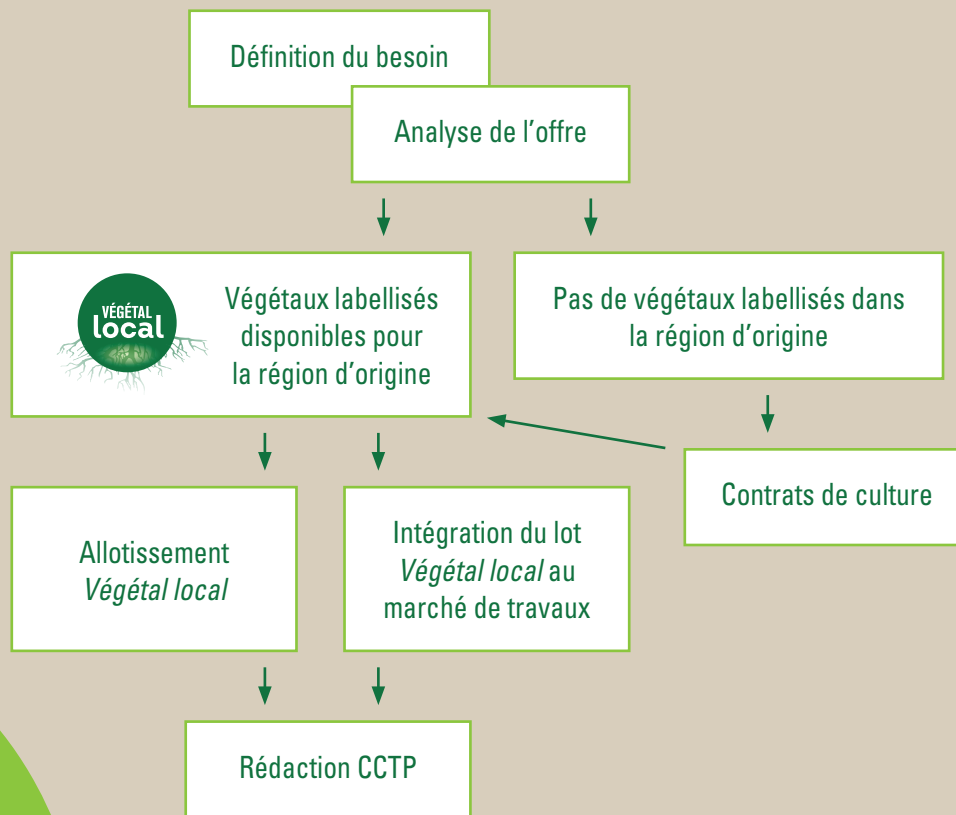 Définition du besoin
Analyse de l’offre
VÉGÉTAL
local
Végétaux labellisés
disponibles pour
la région d’origine
Pas de végétaux labellisés dans
la région d’origine
Contrats de culture
Allotissement
Végétal local
Intégration du lot
Végétal local au
marché de travaux
Rédaction CCTP